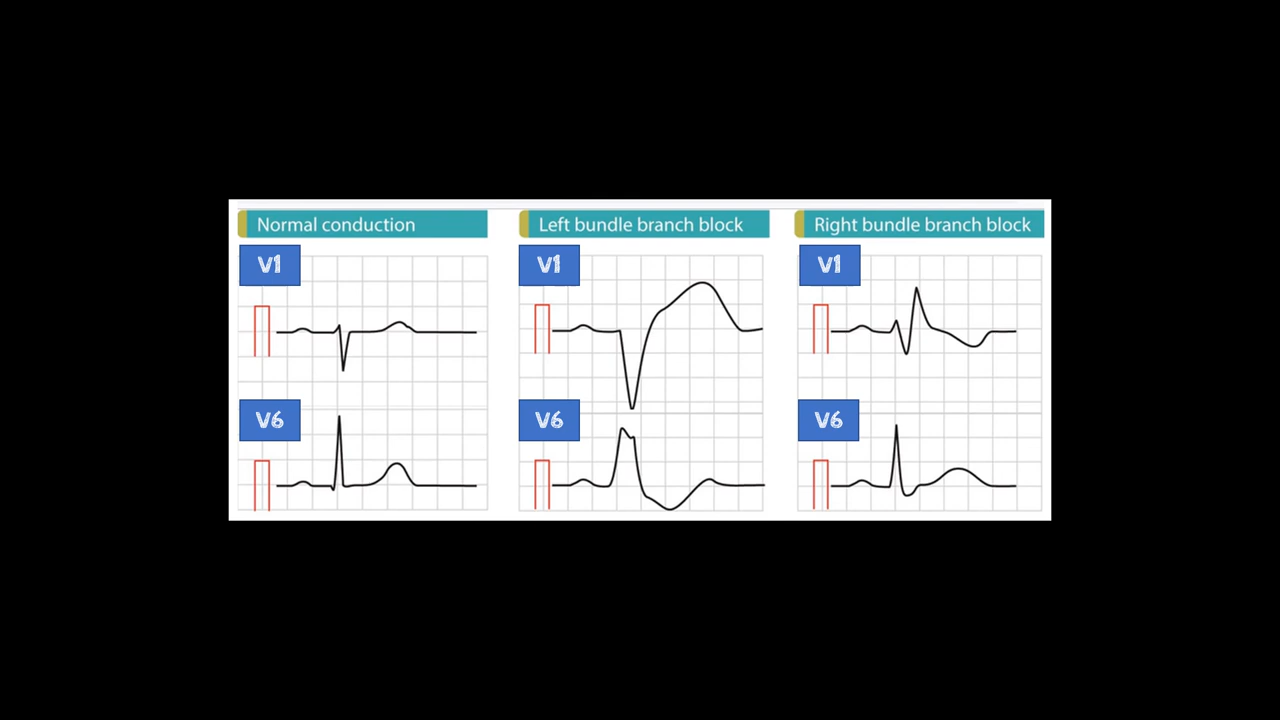 Normal conduction
Left bundle branch block
Right bundle branch block
V1
V1
V1
V6
V6
V6